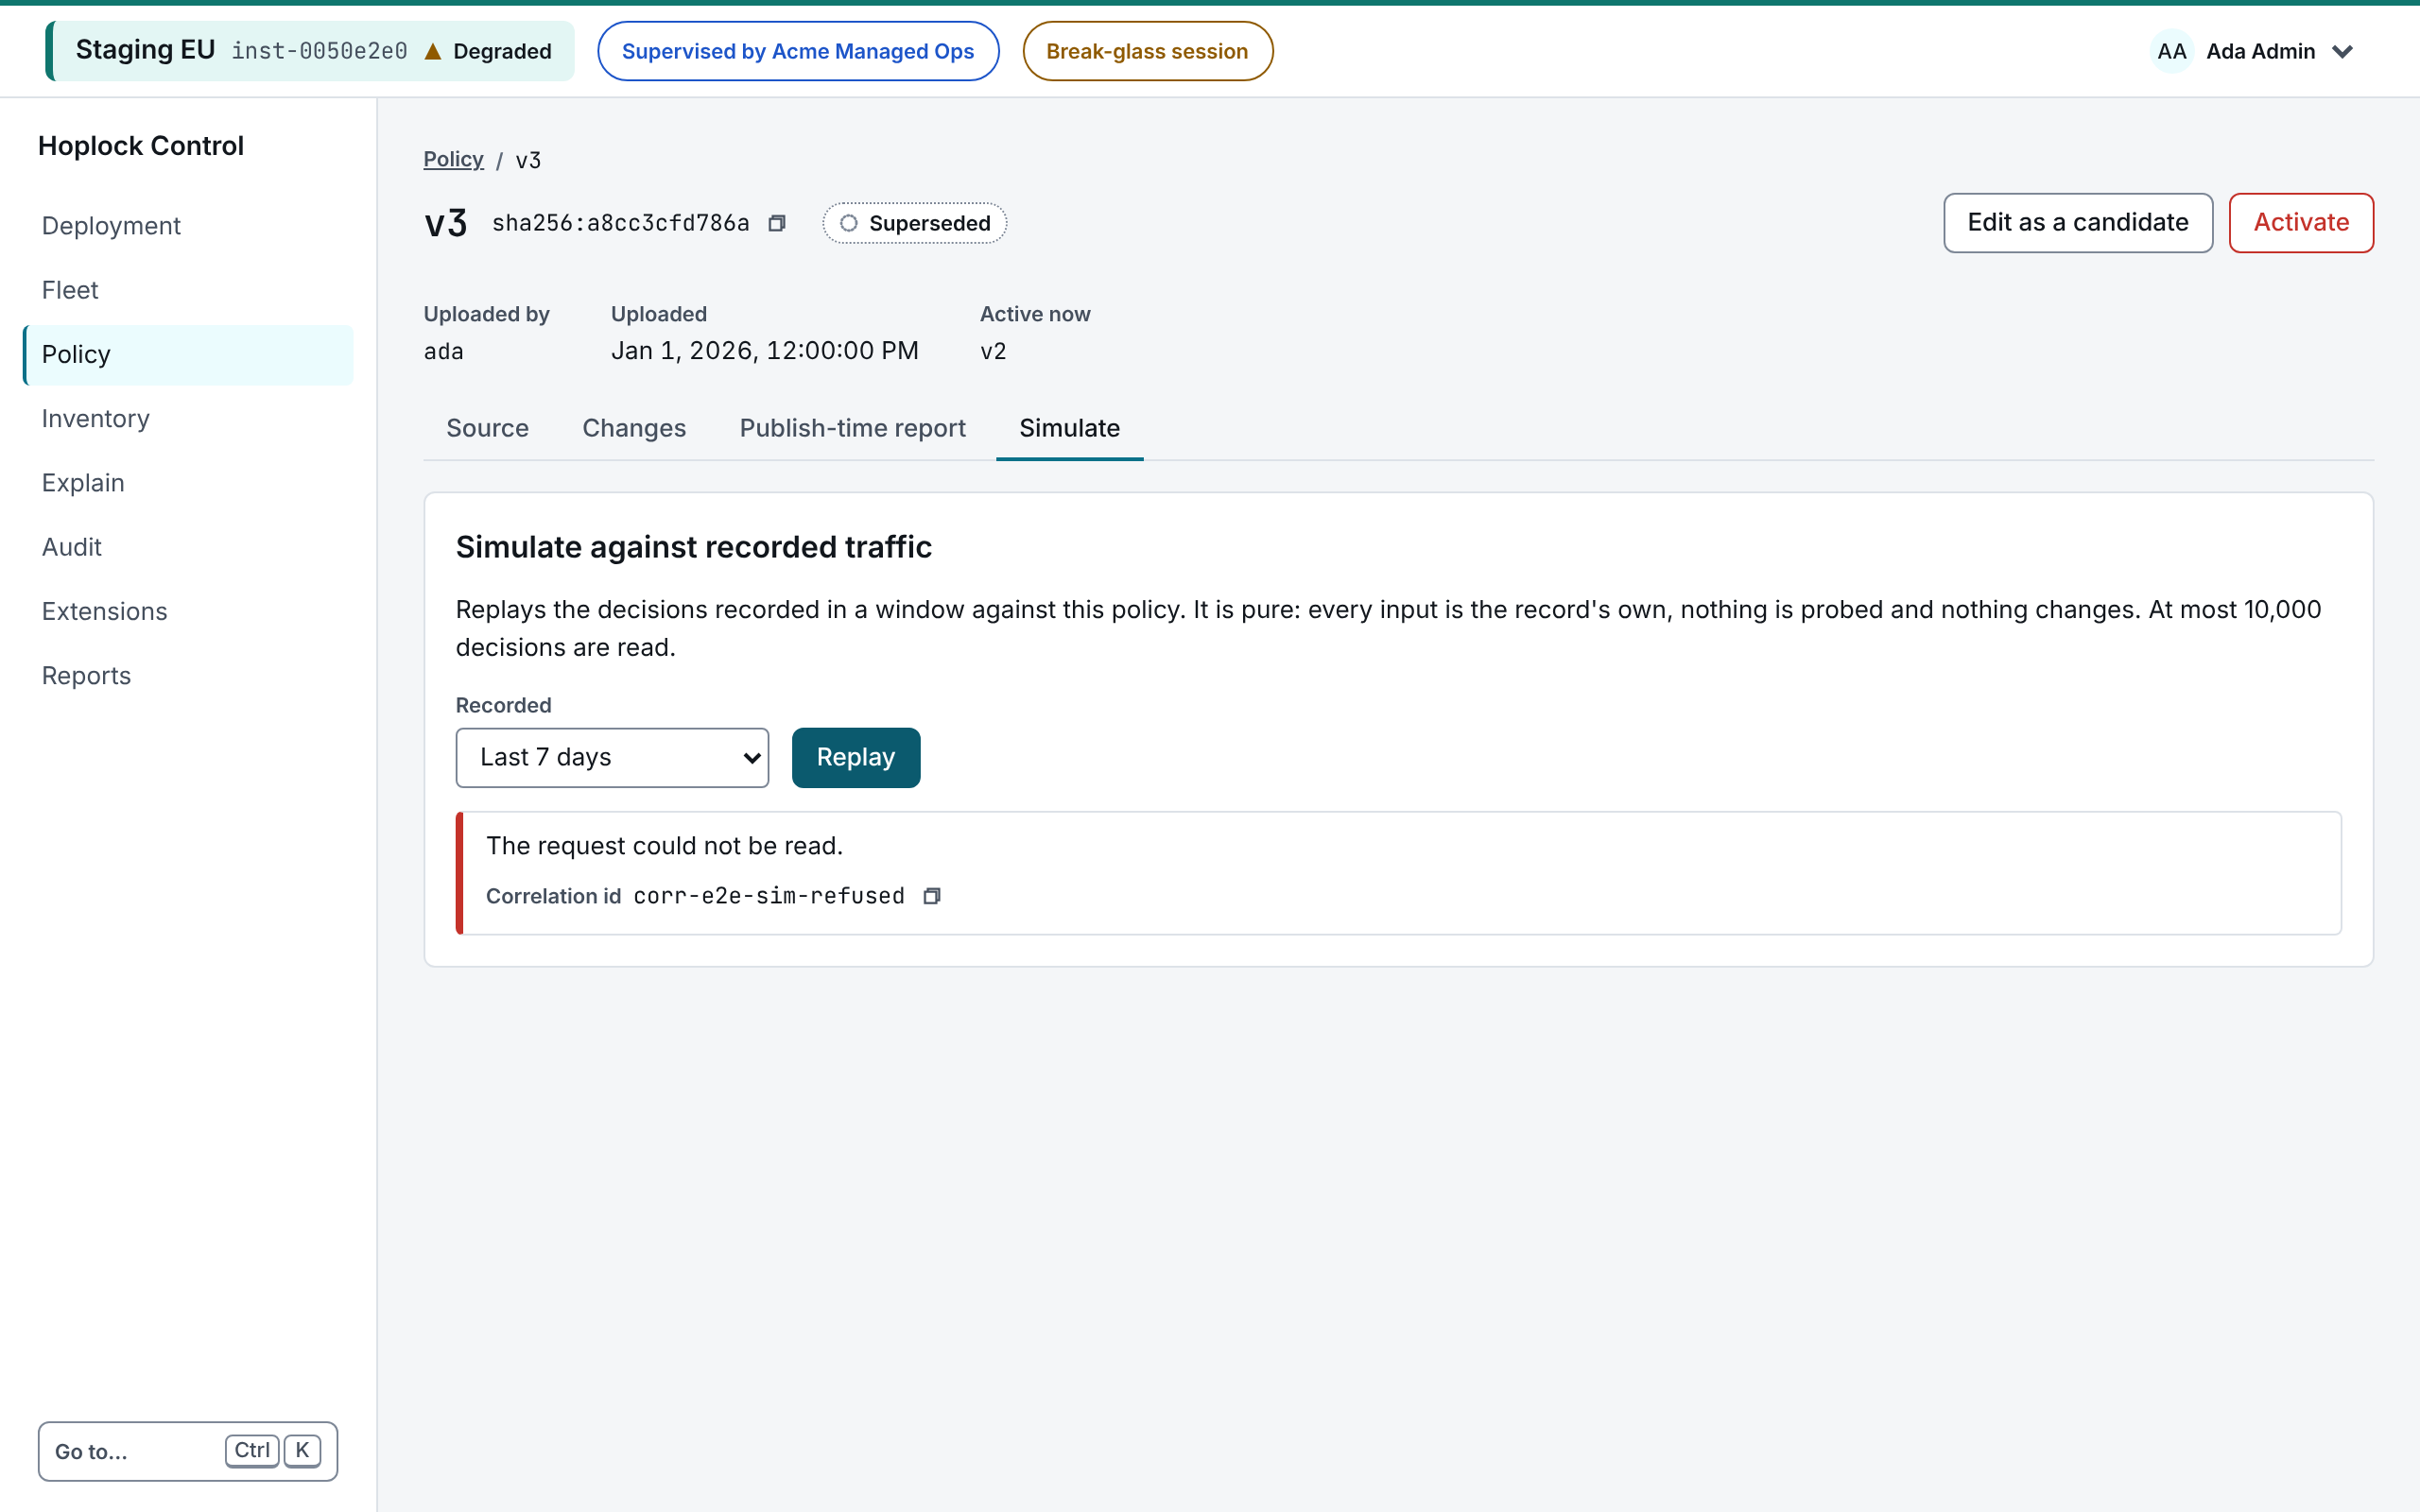 Staging EU inst-0050e2e0 Degraded
Supervised by Acme Managed Ops
Break-glass session
AA Ada Admin
Hoplock Control
Deployment
Fleet
Policy
Inventory
Explain
Audit
Extensions
Reports
Go to...
Ctrl K
Policy / v3
v3 sha256:a8cc3cfd786a Superseded
Edit as a candidate
Activate
Uploaded by
ada
Uploaded
Jan 1, 2026, 12:00:00 PM
Active now
v2
Source
Changes
Publish-time report
Simulate
Simulate against recorded traffic
Replays the decisions recorded in a window against this policy. It is pure: every input is the record's own, nothing is probed and nothing changes. At most 10,000
decisions are read.
Recorded
Last 7 days
Replay
The request could not be read.
Correlation id corr-e2e-sim-refused